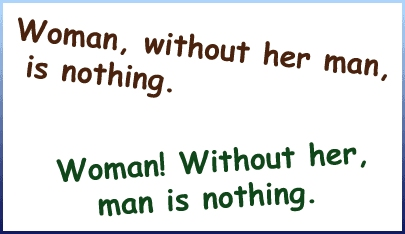 Woman, without her man,
is nothing.
Woman! Without her,
man is nothing.